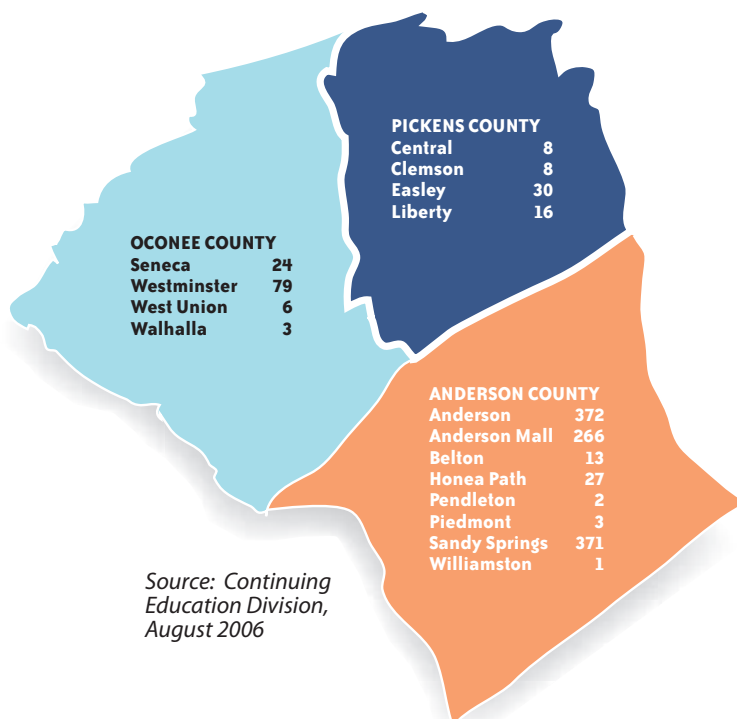 PICKENS COUNTY
Central 8
Clemson 8
Easley 30
Liberty 16
OCONEE COUNTY
Seneca 24
Westminster 79
West Union 6
Walhalla 3
ANDERSON COUNTY
Anderson 372
Anderson Mall 266
Belton 13
Honea Path 27
Pendleton 2
Piedmont 3
Sandy Springs 371
Williamston 1
Source: Continuing
Education Division,
August 2006